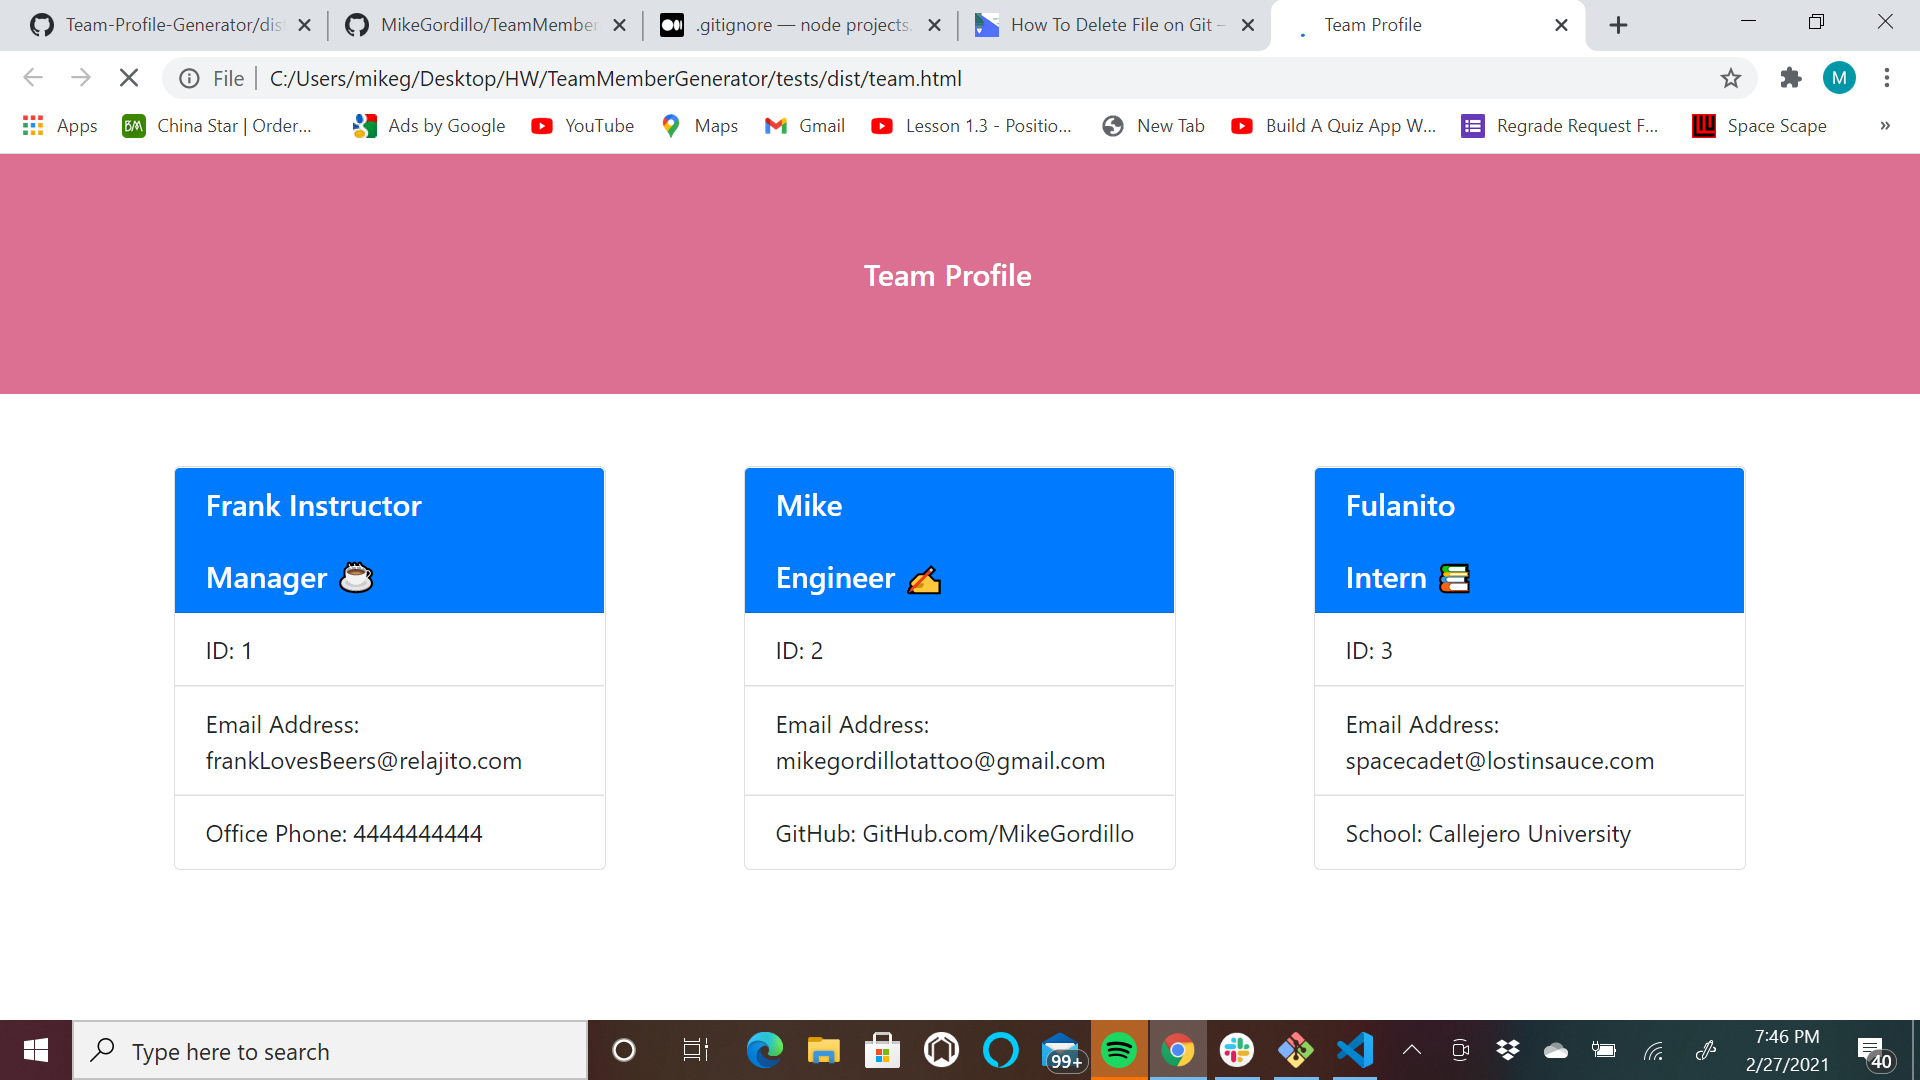 Team-Profile-Generator/dis
MikeGordillo/TeamMember
.gitignore — node projects.
How To Delete File on Git –
Team Profile
File
C:/Users/mikeg/Desktop/HW/TeamMemberGenerator/tests/dist/team.html
M
Apps
China Star | Order...
Ads by Google
YouTube
Maps
Gmail
Lesson 1.3 - Positio...
New Tab
Build A Quiz App W...
Regrade Request F...
Space Scape
»
Team Profile
Frank Instructor
Manager
ID: 1
Email Address:
frankLovesBeers@relajito.com
Office Phone: 4444444444
Mike
Engineer
ID: 2
Email Address:
mikegordillotattoo@gmail.com
GitHub: GitHub.com/MikeGordillo
Fulanito
Intern
ID: 3
Email Address:
spacecadet@lostinsauce.com
School: Callejero University
Type here to search
99+
7:46 PM
2/27/2021
40